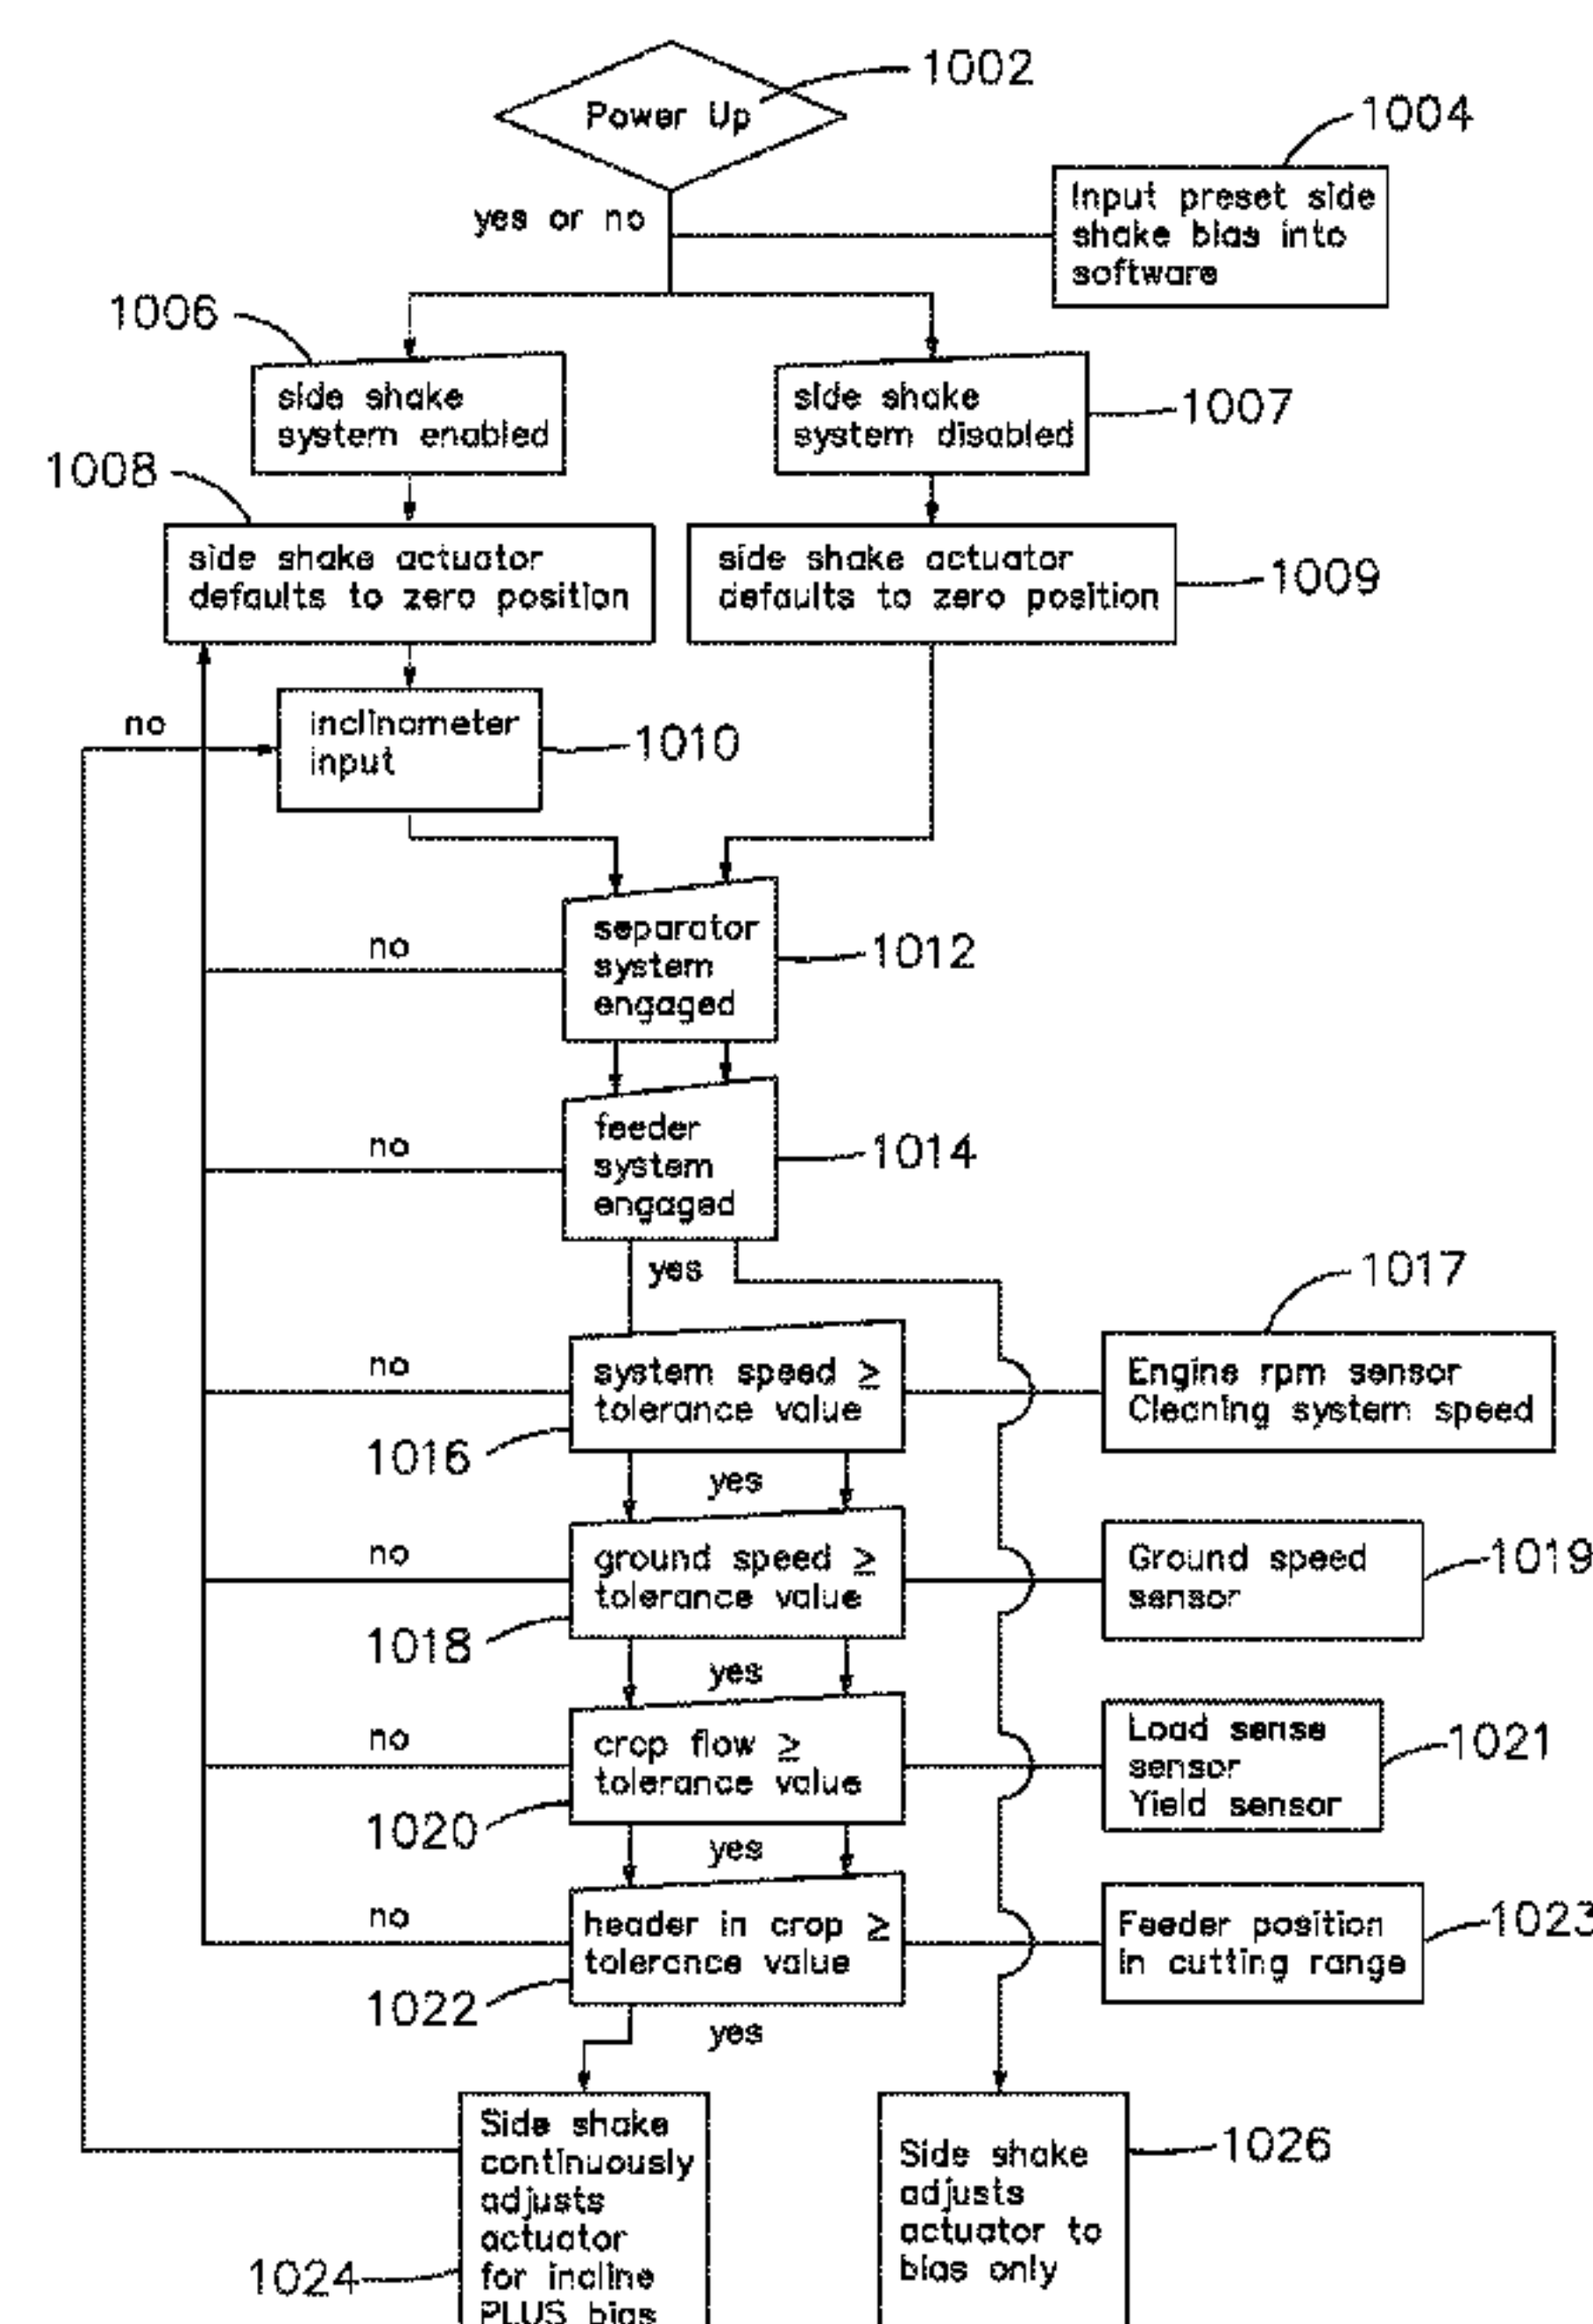 1002
Power Up
1004
Input preset side
shake bias into
software
yes or no
1006
side shake
system enabled
side shake
system disabled
1007
1008
side shake actuator
defaults to zero position
side shake actuator
defaults to zero position
1009
no
inclinometer
input
1010
no
separator
system
engaged
1012
no
feeder
system
engaged
1014
yes
1017
no
system speed ≥
tolerance value
Engine rpm sensor
Cleaning system speed
1016
yes
no
ground speed ≥
tolerance value
Ground speed
sensor
1019
1018
yes
no
crop flow ≥
tolerance value
Load sense
sensor
Yield sensor
1021
1020
yes
no
header in crop ≥
tolerance value
Feeder position
in cutting range
1023
1022
yes
Side shake
continuously
adjusts
actuator
for incline
PLUS bias
1024
Side shake
adjusts
actuator to
bias only
1026